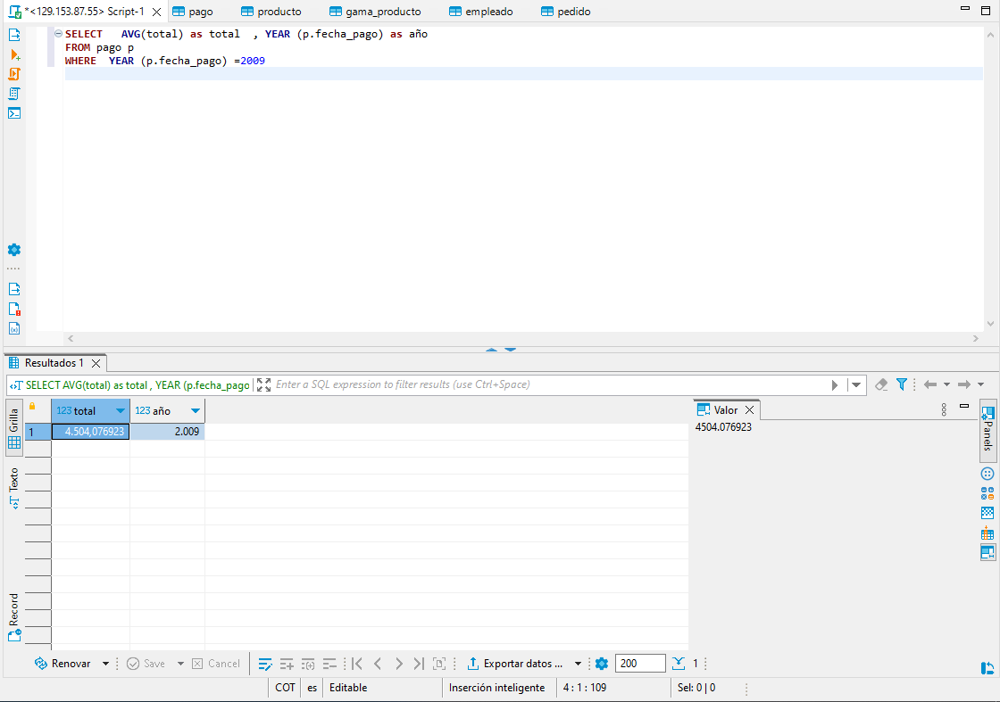 *<129.153.87.55> Script-1 pago producto gama_producto empleado pedido
SELECT AVG(total) as total , YEAR (p.fecha_pago) as año
FROM pago p
WHERE YEAR (p.fecha_pago) =2009
Resultados 1
SELECT AVG(total) as total , YEAR (p.fecha_pago Enter a SQL expression to filter results (use Ctrl+Space)
Grilla
Texto
Record
123 total 123 año
1 4.504,076923 2.009
Valor
4504.076923
Panels
Renovar Save Cancel Exportar datos ... 200 1
COT es Editable Inserción inteligente 4 : 1 : 109 Sel: 0 | 0